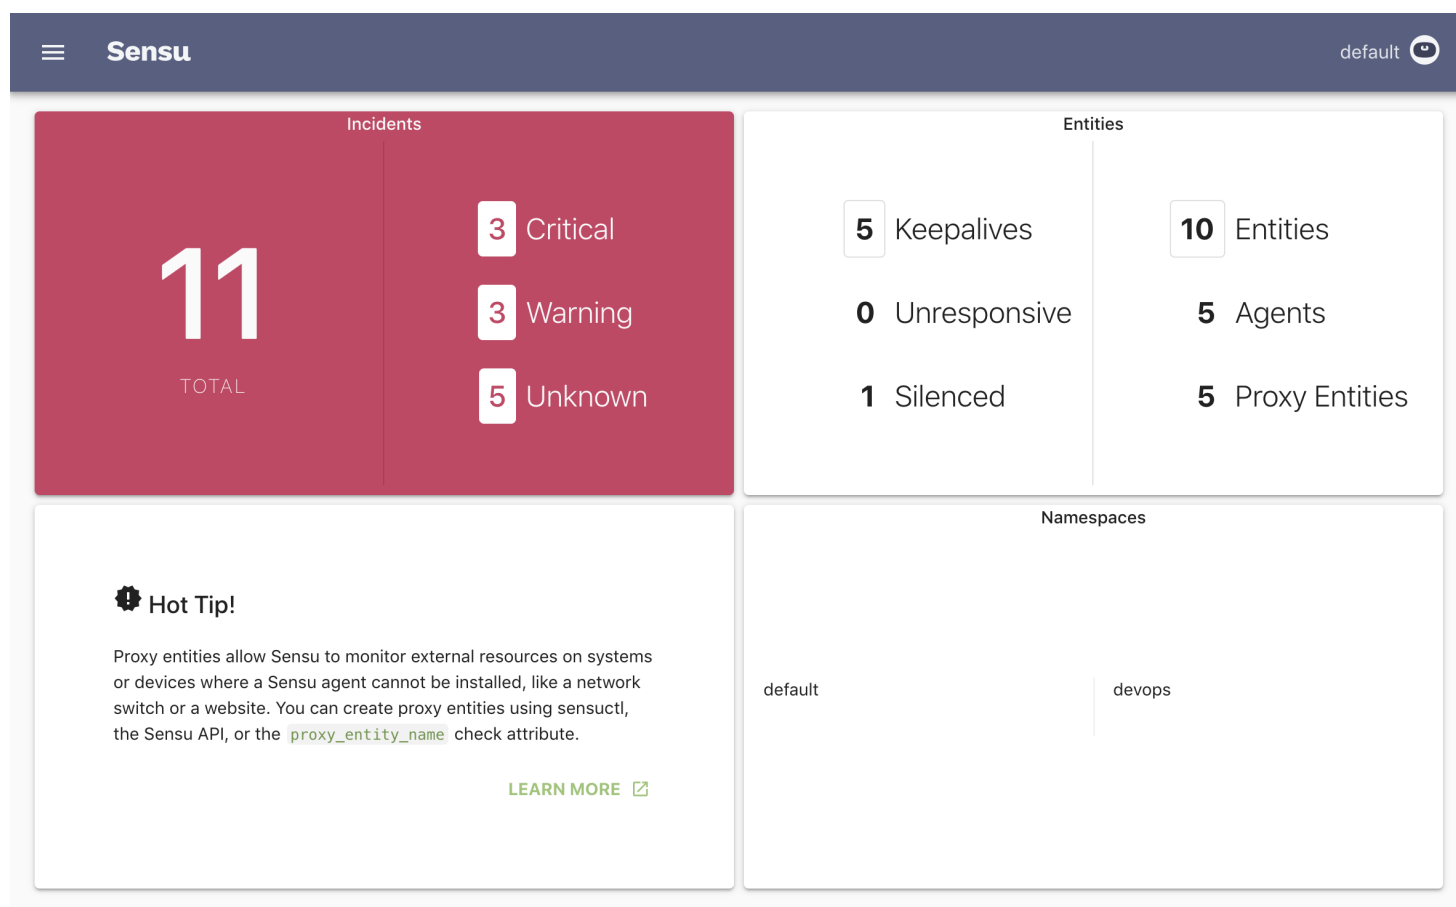 Sensu
default
Incidents
11
TOTAL
3 Critical
3 Warning
5 Unknown
Entities
5 Keepalives
0 Unresponsive
1 Silenced
10 Entities
5 Agents
5 Proxy Entities
Hot Tip!
Proxy entities allow Sensu to monitor external resources on systems
or devices where a Sensu agent cannot be installed, like a network
switch or a website. You can create proxy entities using sensuctl,
the Sensu API, or the proxy_entity_name check attribute.
LEARN MORE
Namespaces
default
devops